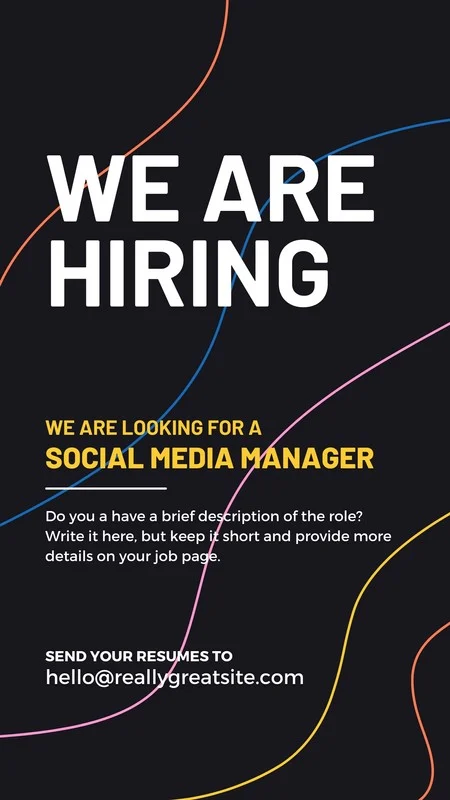 WE ARE
HIRING
WE ARE LOOKING FOR A
SOCIAL MEDIA MANAGER
Do you a have a brief description of the role?
Write it here, but keep it short and provide more
details on your job page.
SEND YOUR RESUMES TO
hello@reallygreatsite.com